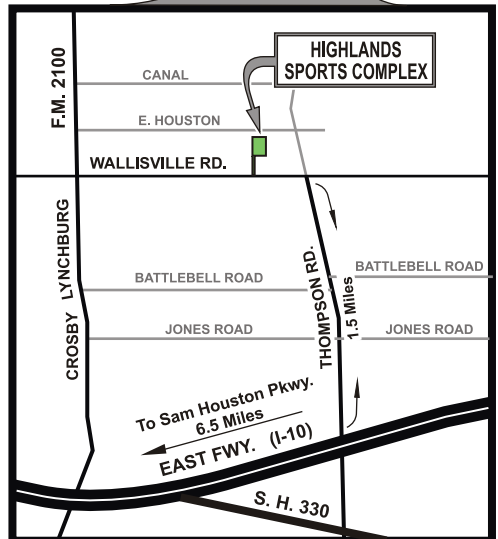 HIGHLANDS
SPORTS COMPLEX
F.M. 2100
CANAL
E. HOUSTON
WALLISVILLE RD.
CROSBY LYNCHBURG
THOMPSON RD.
1.5 Miles
BATTLEBELL ROAD
BATTLEBELL ROAD
JONES ROAD
JONES ROAD
To Sam Houston Pkwy.
6.5 Miles
EAST FWY. (I-10)
S. H. 330